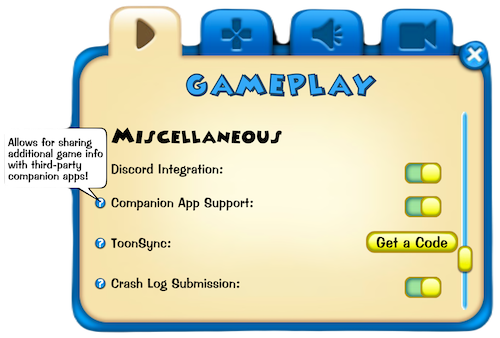 GAMEPLAY
MISCELLANEOUS
Allows for sharing
additional game info
with third-party
companion apps!
Discord Integration:
? Companion App Support:
? ToonSync: Get a Code
? Crash Log Submission: